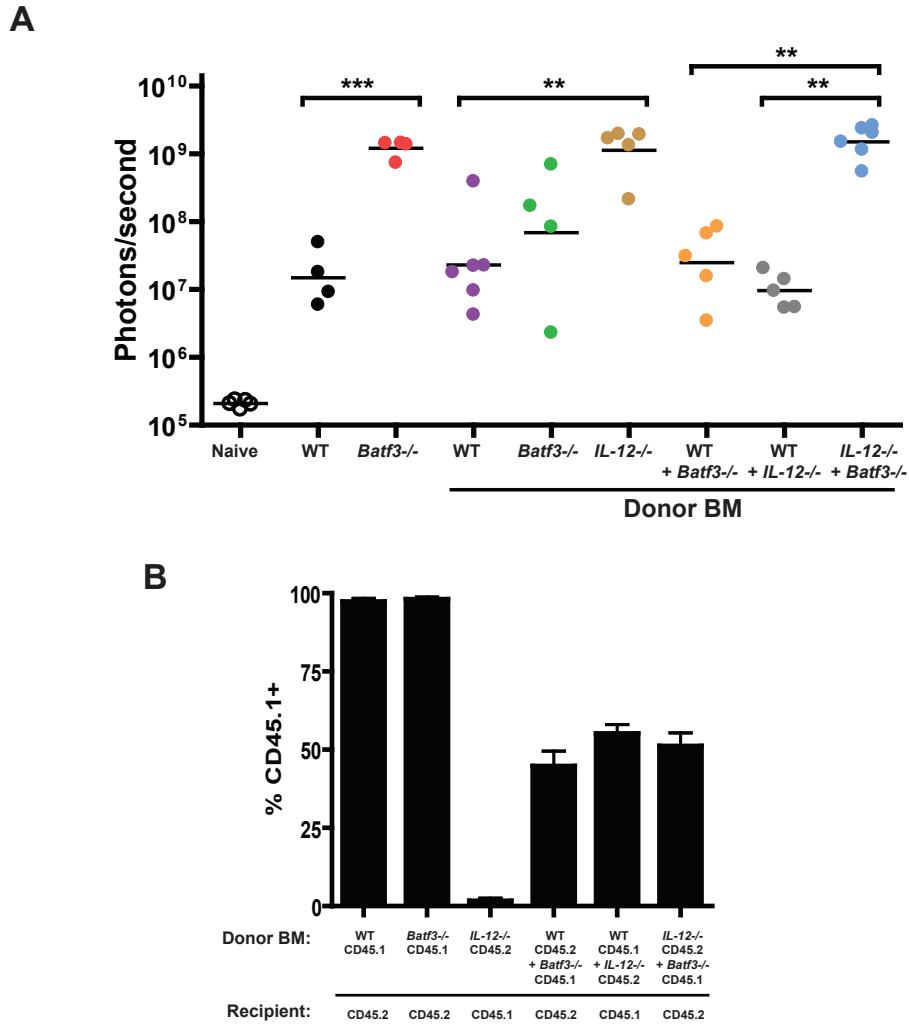 A
Photons/second
10^10
10^9
10^8
10^7
10^6
10^5
***
**
**
**
Naive
WT
Batf3-/-
WT
Batf3-/-
IL-12-/-
WT
+ Batf3-/-
WT
+ IL-12-/-
IL-12-/-
+ Batf3-/-
Donor BM
B
% CD45.1+
100
75
50
25
0
Donor BM:
WT
CD45.1
Batf3-/-
CD45.1
IL-12-/-
CD45.2
WT
CD45.2
+ Batf3-/-
CD45.1
WT
CD45.1
+ IL-12-/-
CD45.2
IL-12-/-
CD45.2
+ Batf3-/-
CD45.1
Recipient:
CD45.2
CD45.2
CD45.1
CD45.2
CD45.1
CD45.2